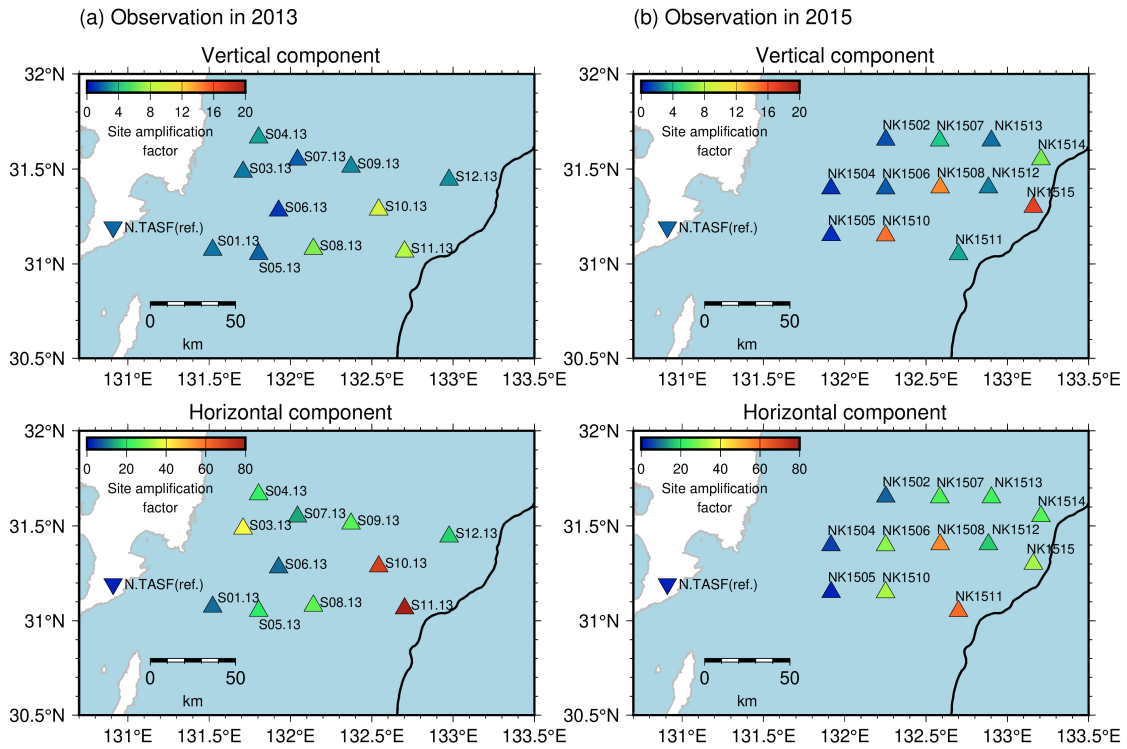 (a) Observation in 2013
Vertical component
32°N
31.5°N
31°N
30.5°N
0 4 8 12 16 20
Site amplification
factor
S04.13
S07.13
S03.13
S09.13
S12.13
S06.13
S10.13
N.TASF(ref.)
S01.13
S08.13
S11.13
S05.13
0 50
km
131°E 131.5°E 132°E 132.5°E 133°E 133.5°E
(b) Observation in 2015
Vertical component
32°N
31.5°N
31°N
30.5°N
0 4 8 12 16 20
Site amplification
factor
NK1502 NK1507 NK1513
NK1514
NK1504 NK1506 NK1508 NK1512
NK1515
NK1505 NK1510
N.TASF(ref.)
NK1511
0 50
km
131°E 131.5°E 132°E 132.5°E 133°E 133.5°E
Horizontal component
32°N
31.5°N
31°N
30.5°N
0 20 40 60 80
Site amplification
factor
S04.13
S07.13
S03.13
S09.13
S12.13
S06.13
S10.13
N.TASF(ref.)
S01.13
S08.13
S11.13
S05.13
0 50
km
131°E 131.5°E 132°E 132.5°E 133°E 133.5°E
Horizontal component
32°N
31.5°N
31°N
30.5°N
0 20 40 60 80
Site amplification
factor
NK1502 NK1507 NK1513
NK1514
NK1504 NK1506 NK1508 NK1512
NK1515
NK1505 NK1510
N.TASF(ref.)
NK1511
0 50
km
131°E 131.5°E 132°E 132.5°E 133°E 133.5°E